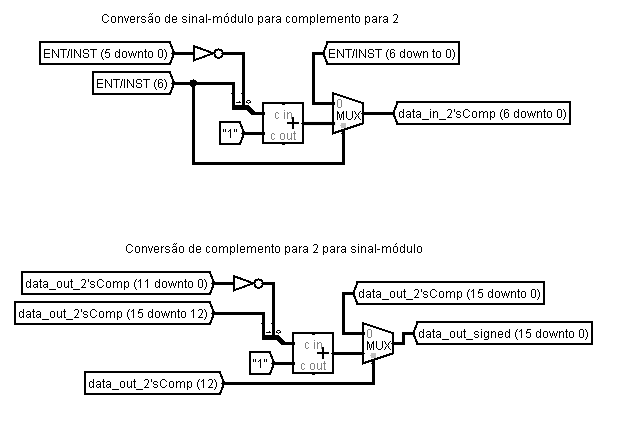 Conversão de sinal-módulo para complemento para 2
ENT/INST (5 downto 0)
ENT/INST (6 down to 0)
ENT/INST (6)
0
MUX
c in
+
c out
"1"
data_in_2'sComp (6 downto 0)
Conversão de complemento para 2 para sinal-módulo
data_out_2'sComp (11 downto 0)
data_out_2'sComp (15 downto 0)
data_out_2'sComp (15 downto 12)
0
MUX
data_out_signed (15 downto 0)
c in
+
c out
"1"
data_out_2'sComp (12)